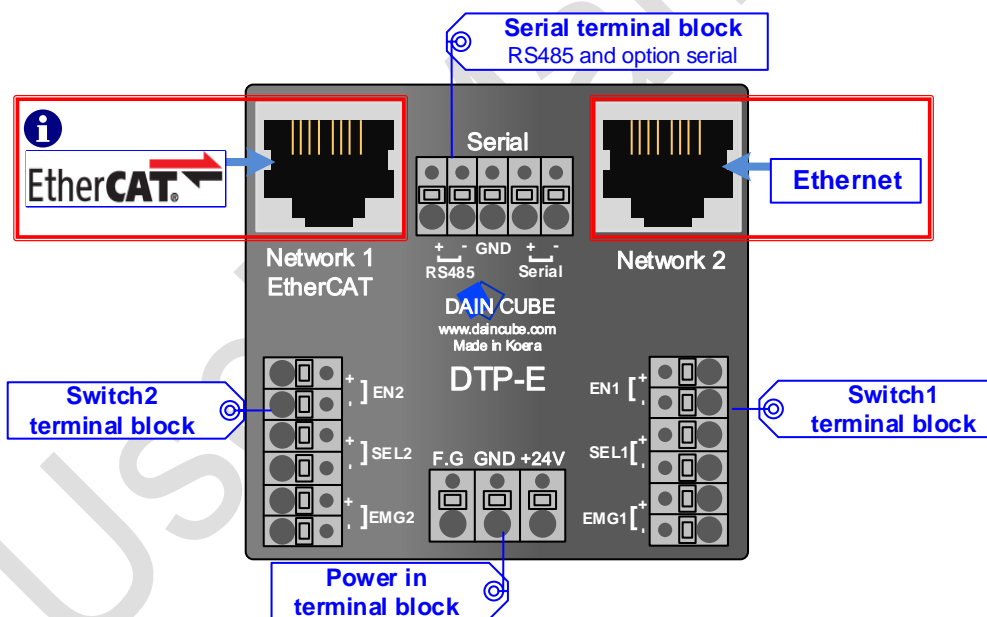 Serial terminal block
RS485 and option serial
i
EtherCAT®
Serial
Ethernet
+ - GND + -
RS485 Serial
Network 1
EtherCAT
Network 2
DAIN CUBE
www.daincube.com
Made in Koera
DTP-E
Switch2
terminal block
+
-
]EN2
+
-
]SEL2
+
-
]EMG2
EN1[
+
-
SEL1[
+
-
EMG1[
+
-
Switch1
terminal block
F.G GND +24V
Power in
terminal block